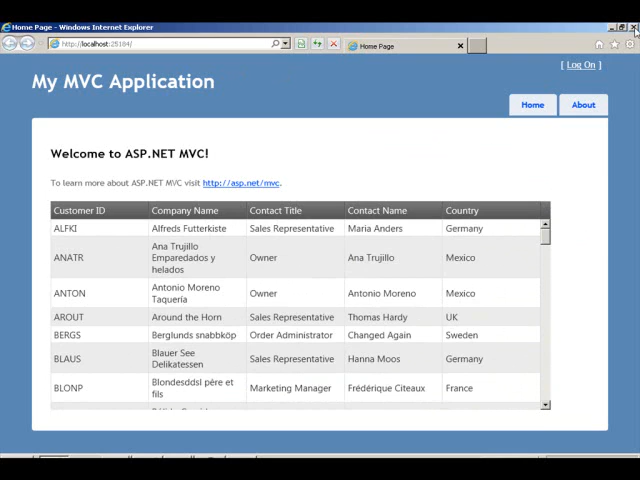 Home Page - Windows Internet Explorer
http://localhost:25184/
Home Page
[ Log On ]
My MVC Application
Home About
Welcome to ASP.NET MVC!
To learn more about ASP.NET MVC visit http://asp.net/mvc.
Customer ID Company Name Contact Title Contact Name Country
ALFKI Alfreds Futterkiste Sales Representative Maria Anders Germany
ANATR Ana Trujillo Emparedados y helados Owner Ana Trujillo Mexico
ANTON Antonio Moreno Taquería Owner Antonio Moreno Mexico
AROUT Around the Horn Sales Representative Thomas Hardy UK
BERGS Berglunds snabbköp Order Administrator Changed Again Sweden
BLAUS Blauer See Delikatessen Sales Representative Hanna Moos Germany
BLONP Blondesddsl père et fils Marketing Manager Frédérique Citeaux France